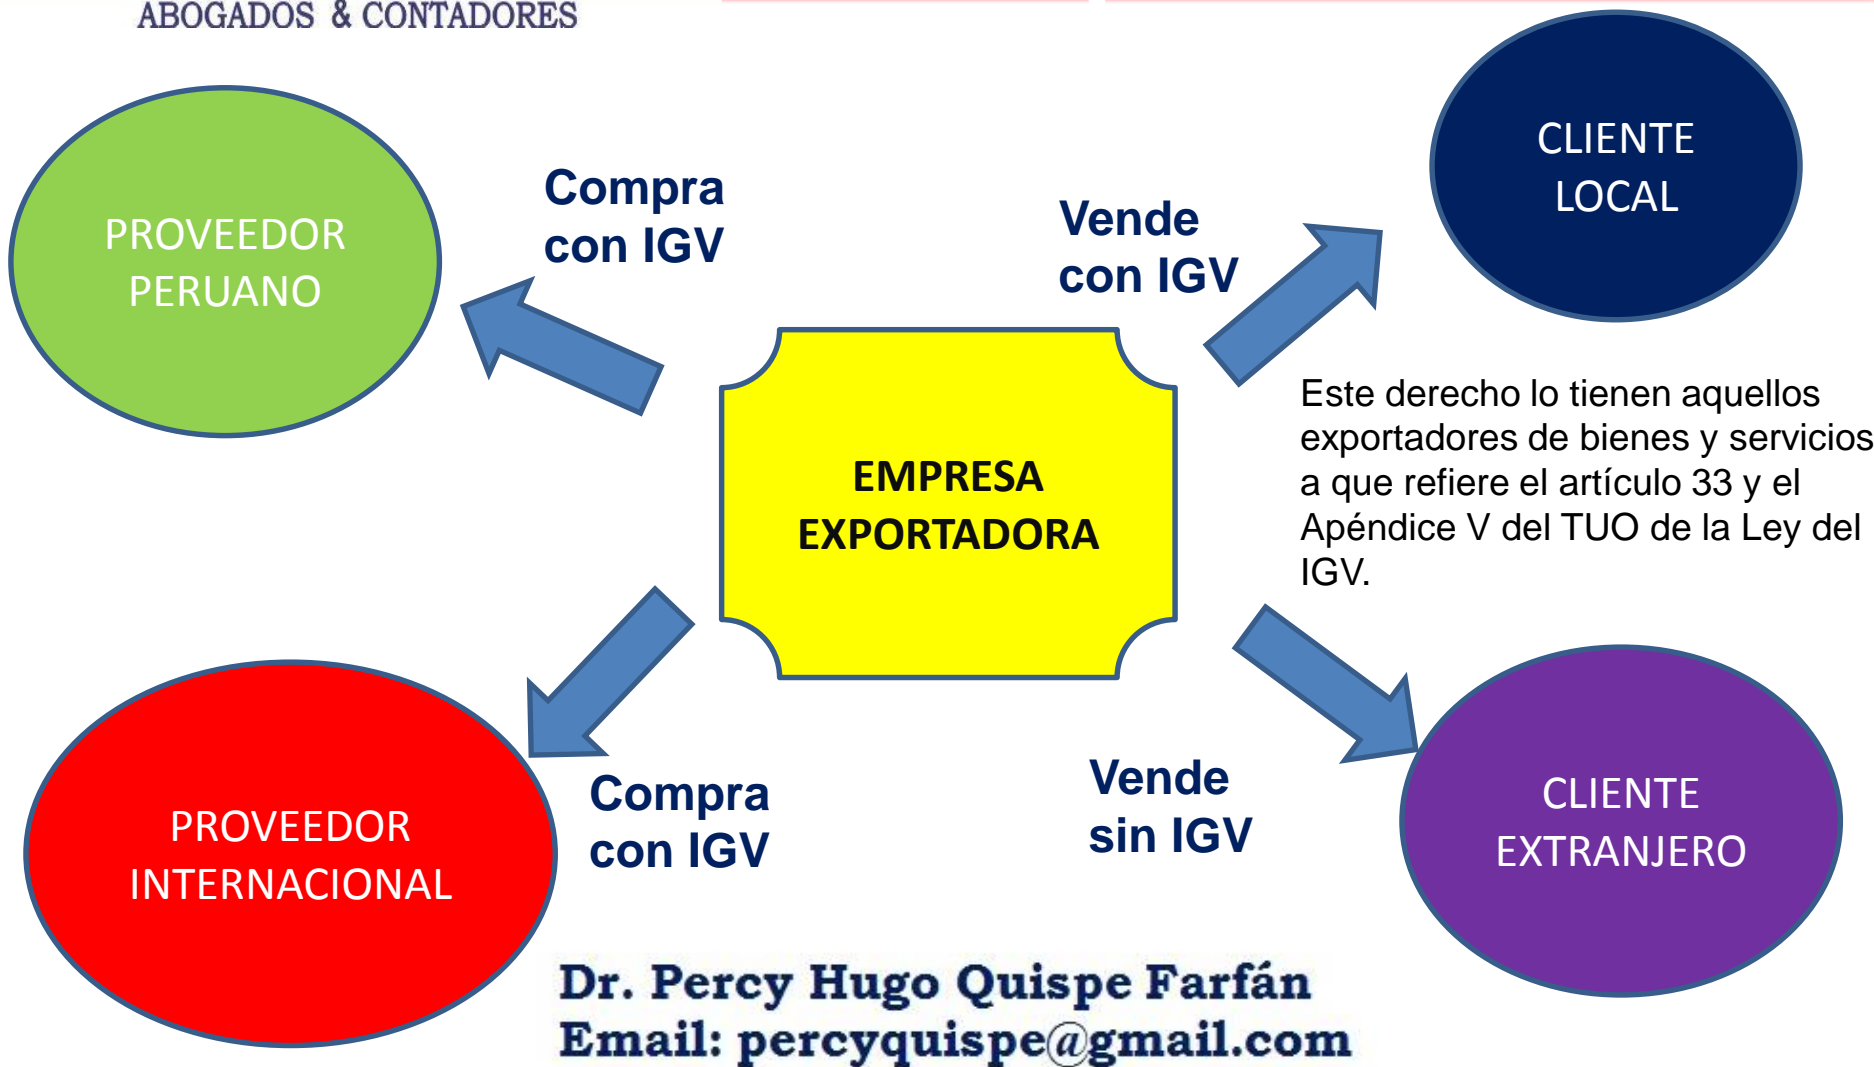 ABOGADOS & CONTADORES
PROVEEDOR
PERUANO
Compra
con IGV
Vende
con IGV
CLIENTE
LOCAL
EMPRESA
EXPORTADORA
Este derecho lo tienen aquellos
exportadores de bienes y servicios
a que refiere el artículo 33 y el
Apéndice V del TUO de la Ley del
IGV.
PROVEEDOR
INTERNACIONAL
Compra
con IGV
Vende
sin IGV
CLIENTE
EXTRANJERO
Dr. Percy Hugo Quispe Farfán
Email: percyquispe@gmail.com